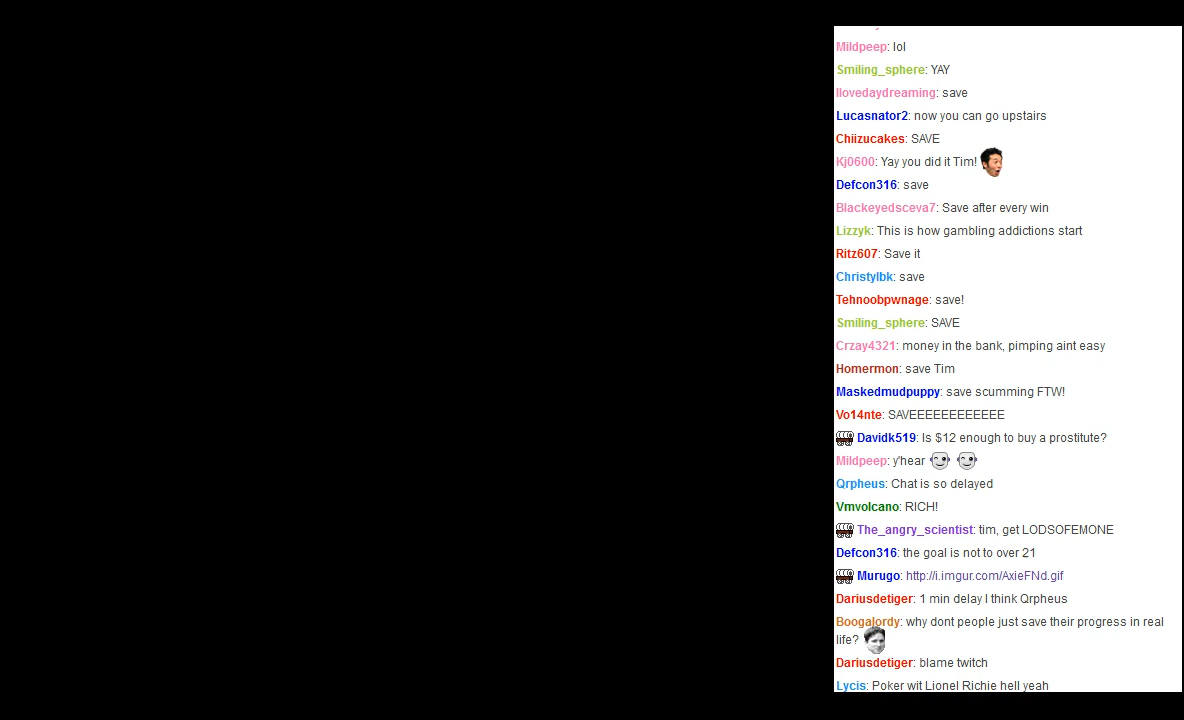 Mildpeep: lol
Smiling_sphere: YAY
Ilovedaydreaming: save
Lucasnator2: now you can go upstairs
Chiizucakes: SAVE
Kj0600: Yay you did it Tim!
Defcon316: save
Blackeyedsceva7: Save after every win
Lizzyk: This is how gambling addictions start
Ritz607: Save it
Christylbk: save
Tehnoobpwnage: save!
Smiling_sphere: SAVE
Crzay4321: money in the bank, pimping aint easy
Homermon: save Tim
Maskedmudpuppy: save scumming FTW!
Vo14nte: SAVEEEEEEEEEEEE
Davidk519: Is $12 enough to buy a prostitute?
Mildpeep: y'hear
Qrpheus: Chat is so delayed
Vmvolcano: RICH!
The_angry_scientist: tim, get LODSOFEMONE
Defcon316: the goal is not to over 21
Murugo: http://i.imgur.com/AxieFNd.gif
Dariusdetiger: 1 min delay I think Qrpheus
Boogalordy: why dont people just save their progress in real
life?
Dariusdetiger: blame twitch
Lycis: Poker wit Lionel Richie hell yeah